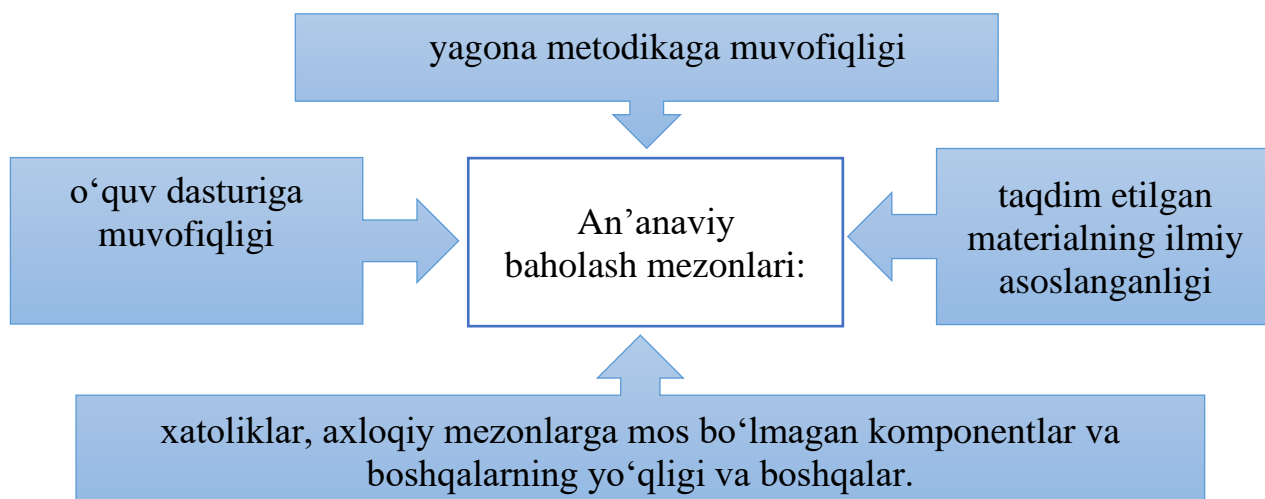 yagona metodikaga muvofiqligi
o‘quv dasturiga
muvofiqligi
An’anaviy
baholash mezonlari:
taqdim etilgan
materialning ilmiy
asoslanganligi
xatoliklar, axloqiy mezonlarga mos bo‘lmagan komponentlar va
boshqalarning yo‘qligi va boshqalar.